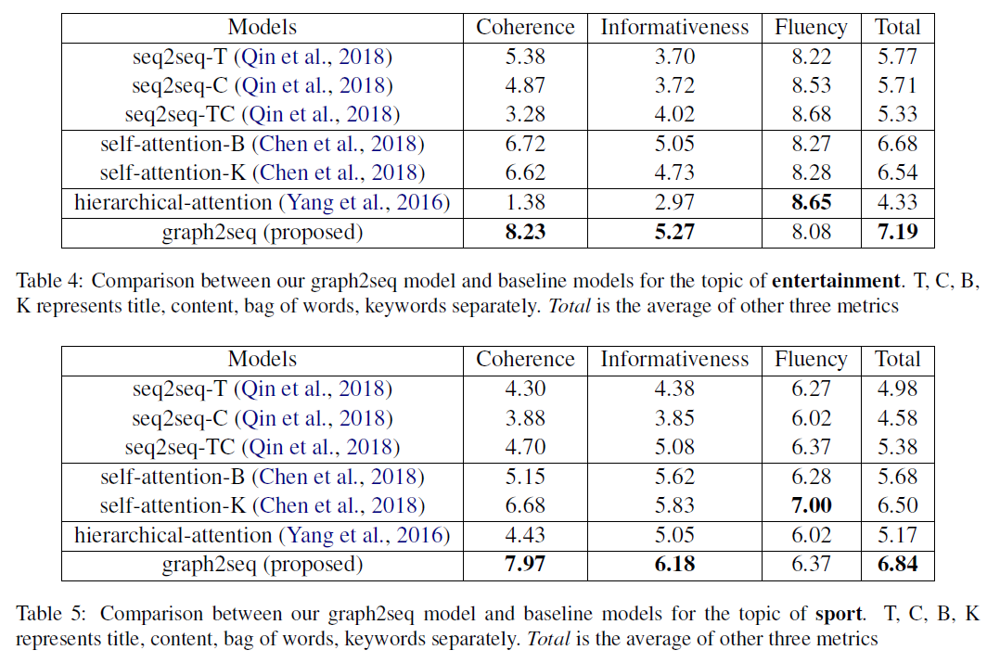 Models Coherence Informativeness Fluency Total
seq2seq-T (Qin et al., 2018) 5.38 3.70 8.22 5.77
seq2seq-C (Qin et al., 2018) 4.87 3.72 8.53 5.71
seq2seq-TC (Qin et al., 2018) 3.28 4.02 8.68 5.33
self-attention-B (Chen et al., 2018) 6.72 5.05 8.27 6.68
self-attention-K (Chen et al., 2018) 6.62 4.73 8.28 6.54
hierarchical-attention (Yang et al., 2016) 1.38 2.97 8.65 4.33
graph2seq (proposed) 8.23 5.27 8.08 7.19
Table 4: Comparison between our graph2seq model and baseline models for the topic of entertainment. T, C, B,
K represents title, content, bag of words, keywords separately. Total is the average of other three metrics
Models Coherence Informativeness Fluency Total
seq2seq-T (Qin et al., 2018) 4.30 4.38 6.27 4.98
seq2seq-C (Qin et al., 2018) 3.88 3.85 6.02 4.58
seq2seq-TC (Qin et al., 2018) 4.70 5.08 6.37 5.38
self-attention-B (Chen et al., 2018) 5.15 5.62 6.28 5.68
self-attention-K (Chen et al., 2018) 6.68 5.83 7.00 6.50
hierarchical-attention (Yang et al., 2016) 4.43 5.05 6.02 5.17
graph2seq (proposed) 7.97 6.18 6.37 6.84
Table 5: Comparison between our graph2seq model and baseline models for the topic of sport. T, C, B, K
represents title, content, bag of words, keywords separately. Total is the average of other three metrics